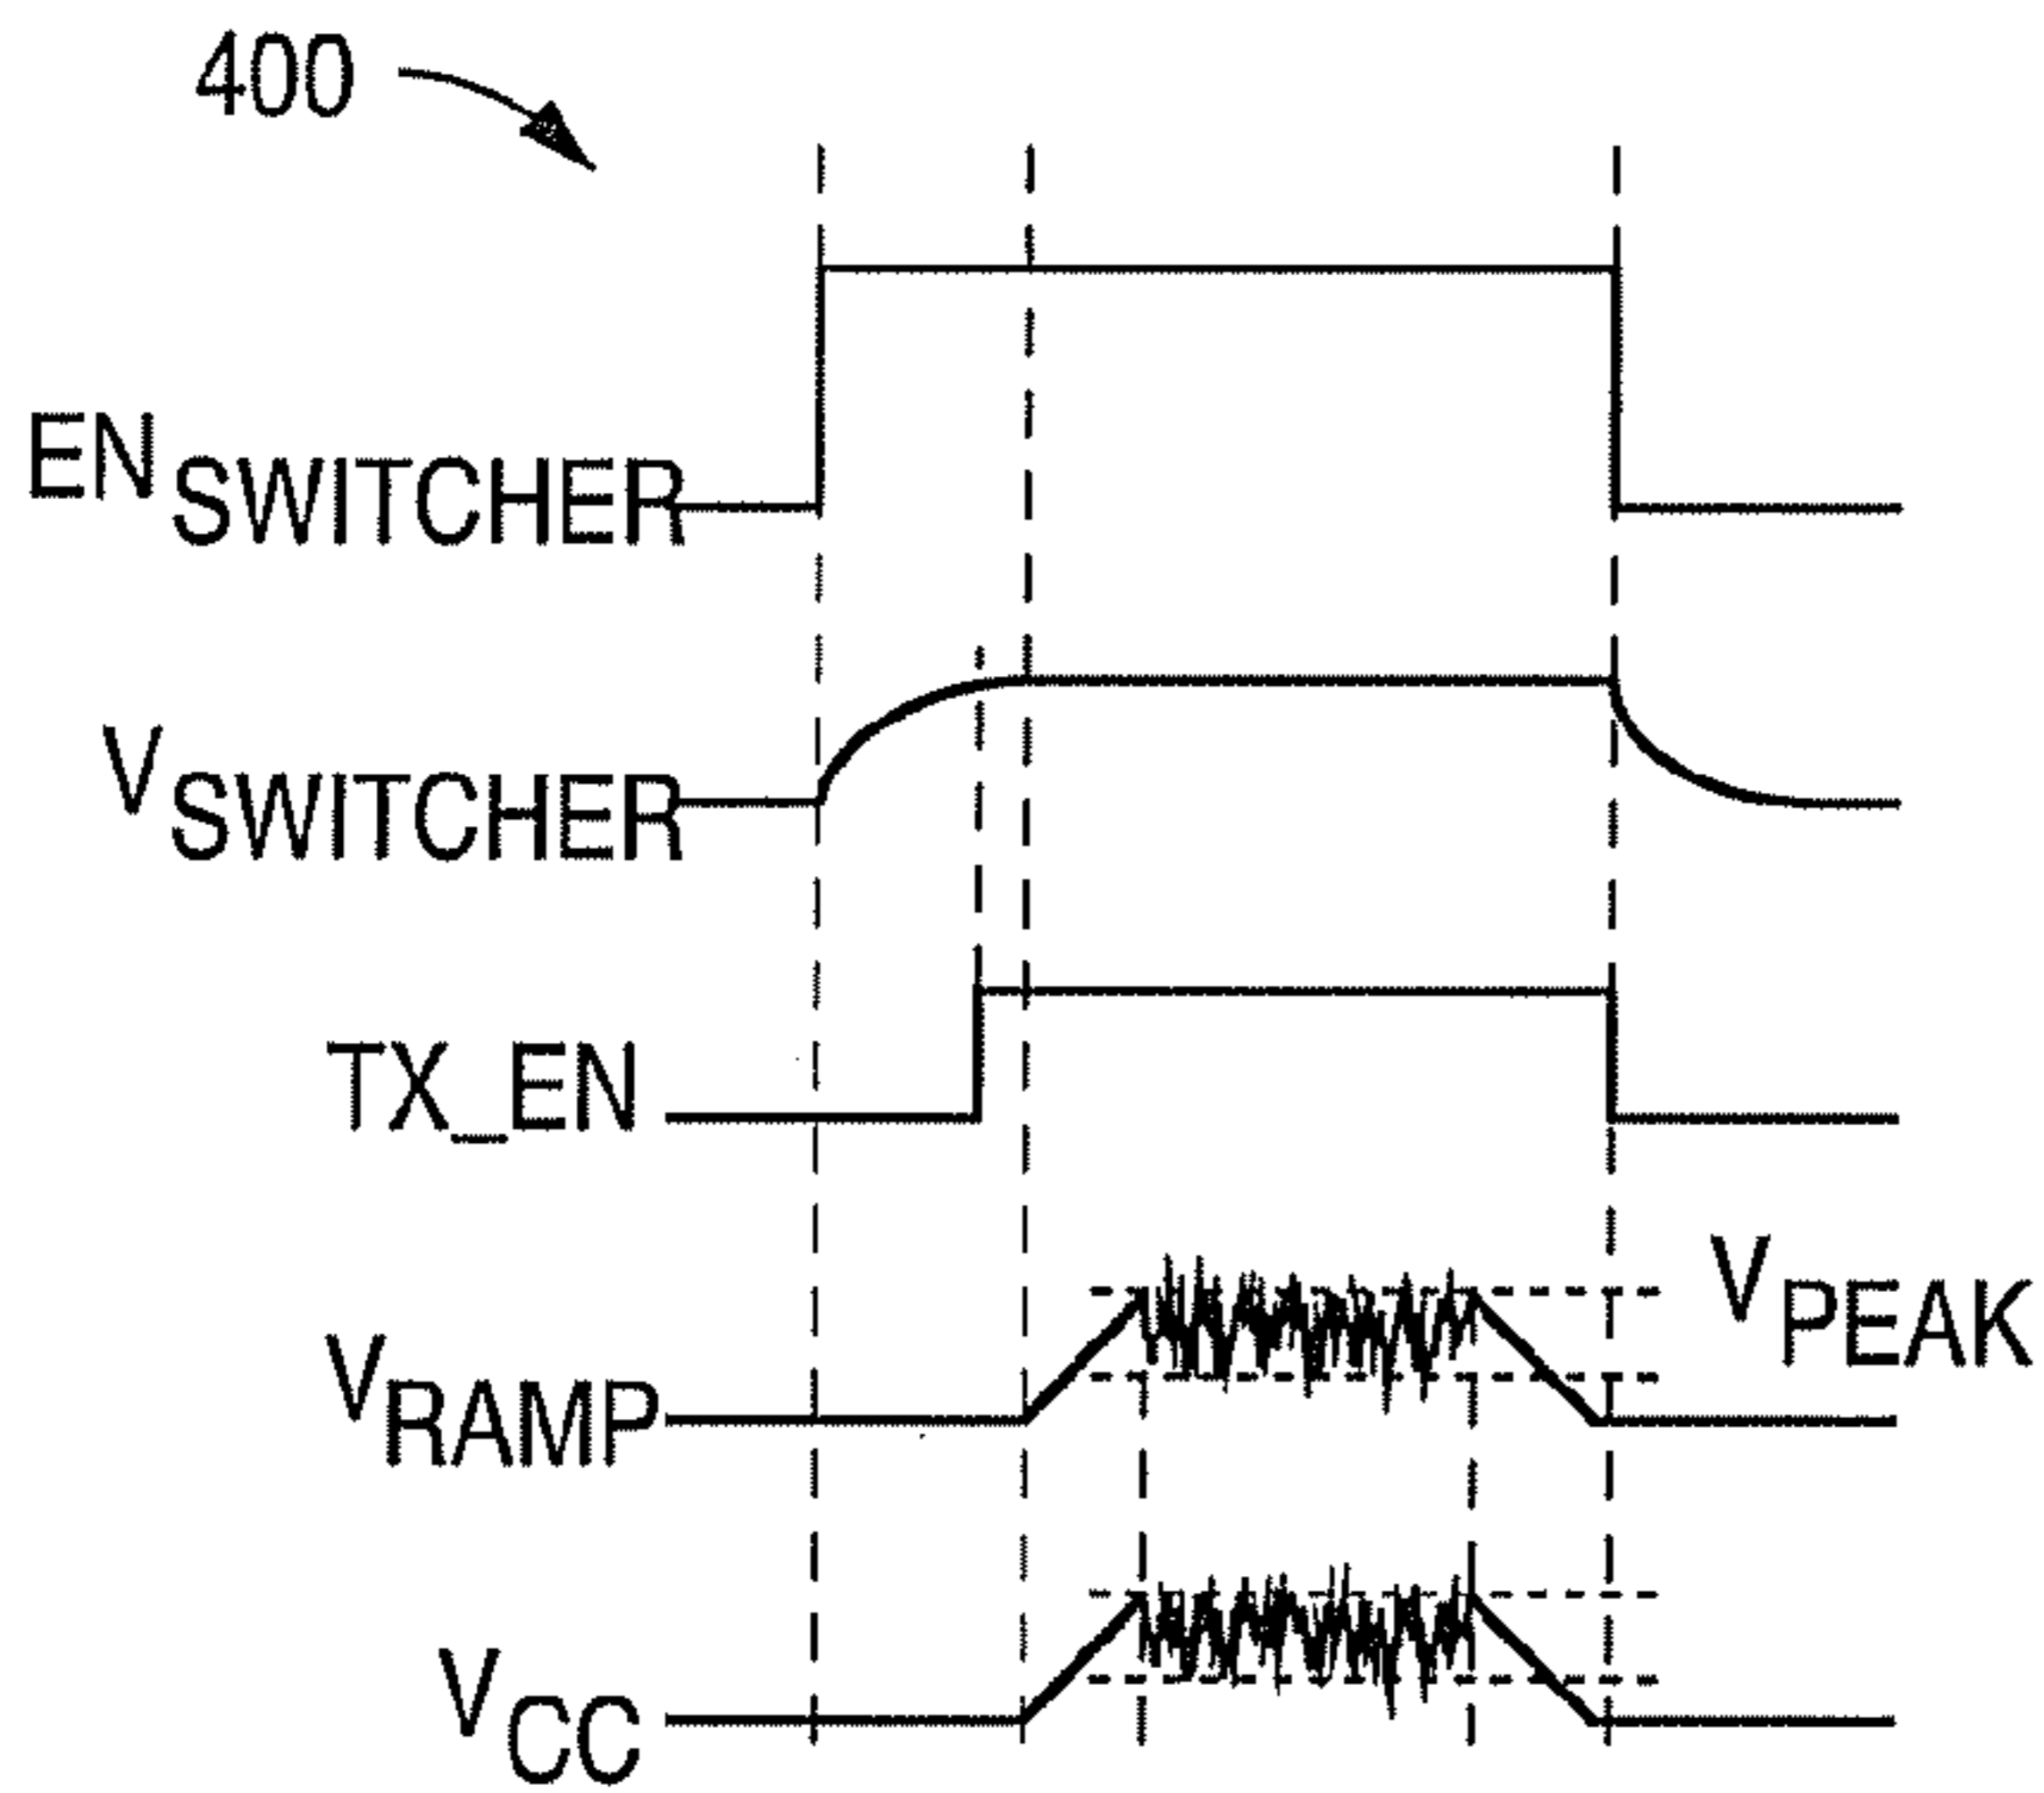 400
EN SWITCHER
V SWITCHER
TX_EN
V RAMP
V PEAK
V CC